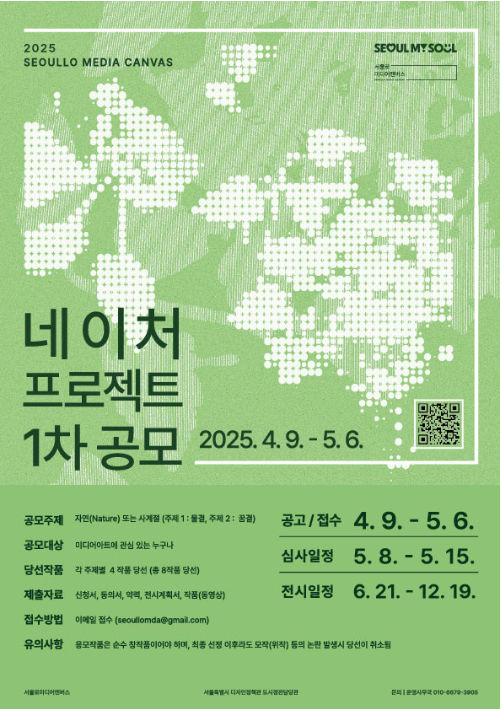 2025
SEOULLO MEDIA CANVAS
SEOUL MY SOUL
서울로
미디어캔버스
네이처
프로젝트
1차 공모
2025. 4. 9. - 5. 6.
공모주제 자연(Nature) 또는 사계절 (주제 1 : 물결, 주제 2 : 꿈결)
공모대상 미디어아트에 관심 있는 누구나
당선작품 각 주제별 4 작품 당선 (총 8작품 당선)
제출자료 신청서, 동의서, 약력, 전시계획서, 작품(동영상)
접수방법 이메일 접수 (seoullomda@gmail.com)
유의사항 응모작품은 순수 창작품이어야 하며, 최종 선정 이후라도 모작(위작) 등의 논란 발생시 당선이 취소됨
공고 / 접수 4. 9. - 5. 6.
심사일정 5. 8. - 5. 15.
전시일정 6. 21. - 12. 19.
서울로미디어캔버스
서울특별시 디자인정책관 도시경관담당관
문의 | 운영사무국 010-6679-3905